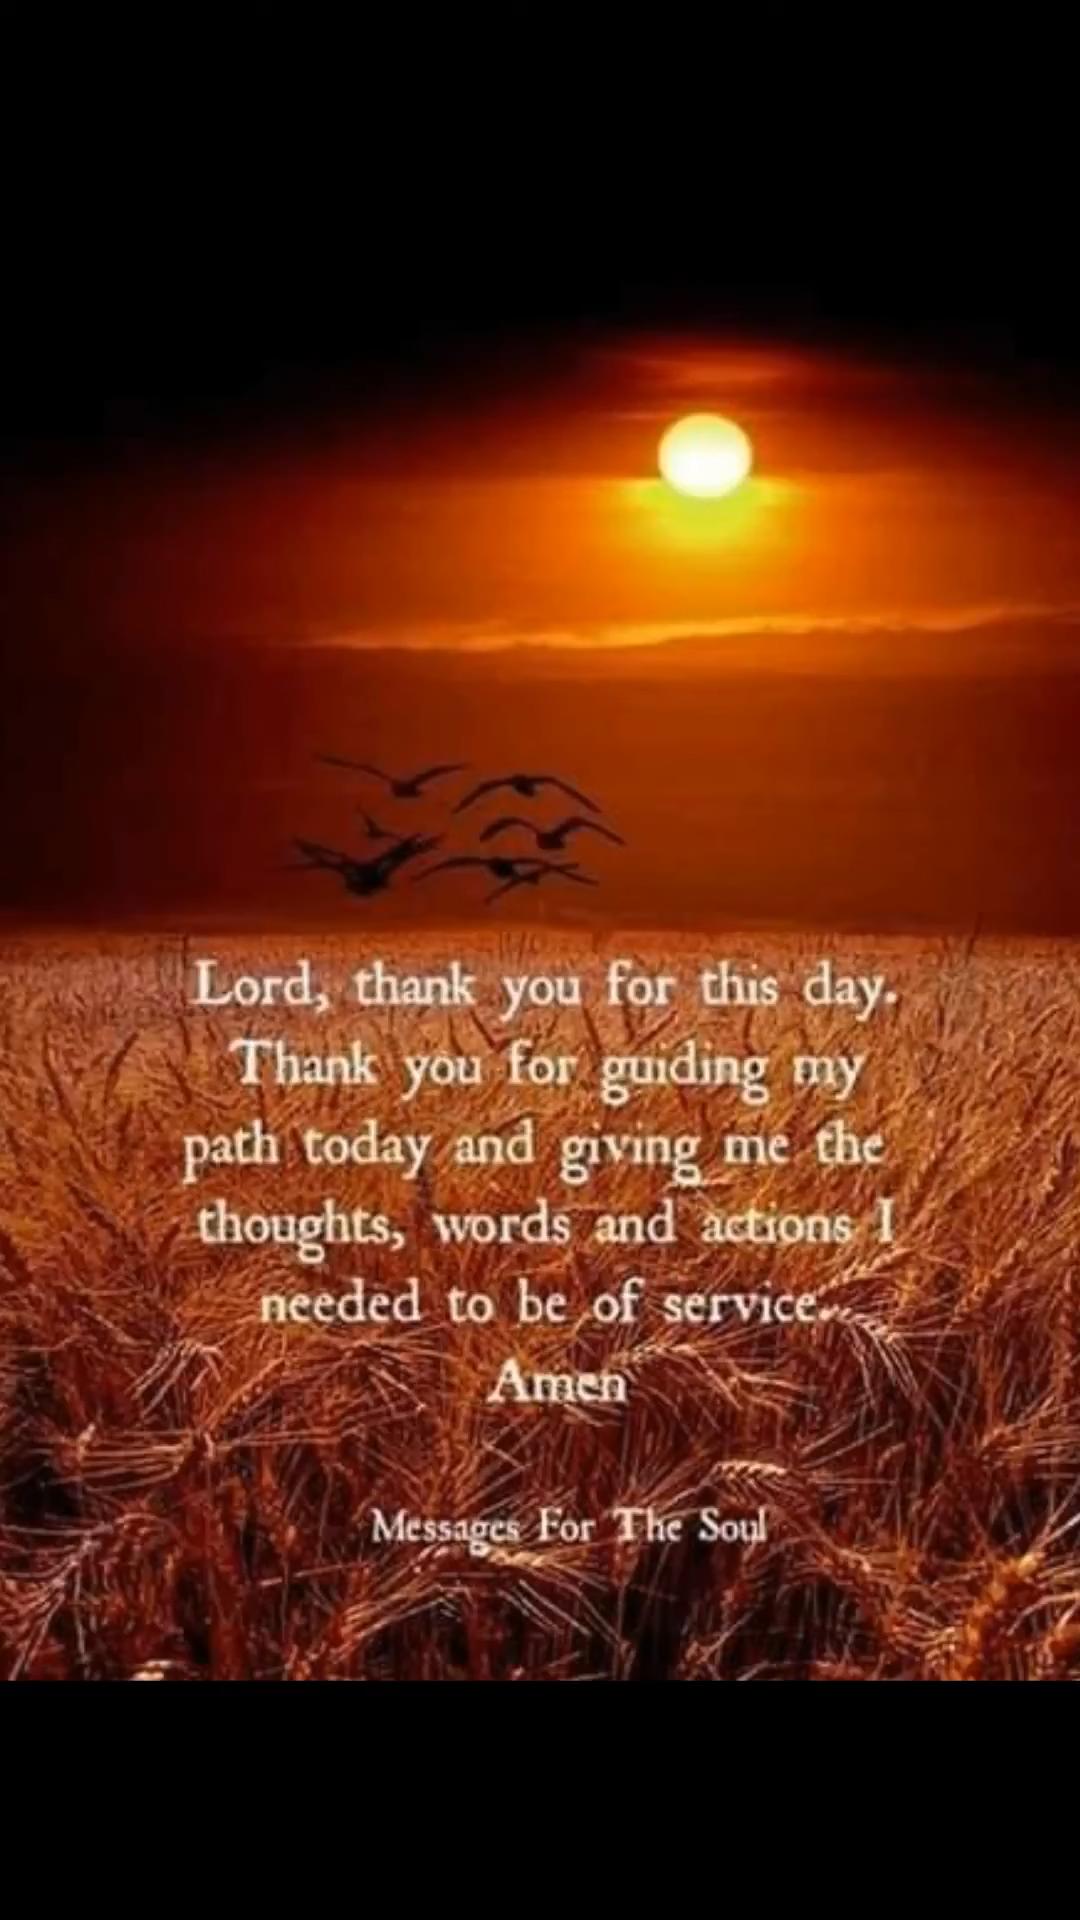 Lord, thank you for this day.
Thank you for guiding my
path today and giving me the
thoughts, words and actions I
needed to be of service.
Amen
Messages For The Soul